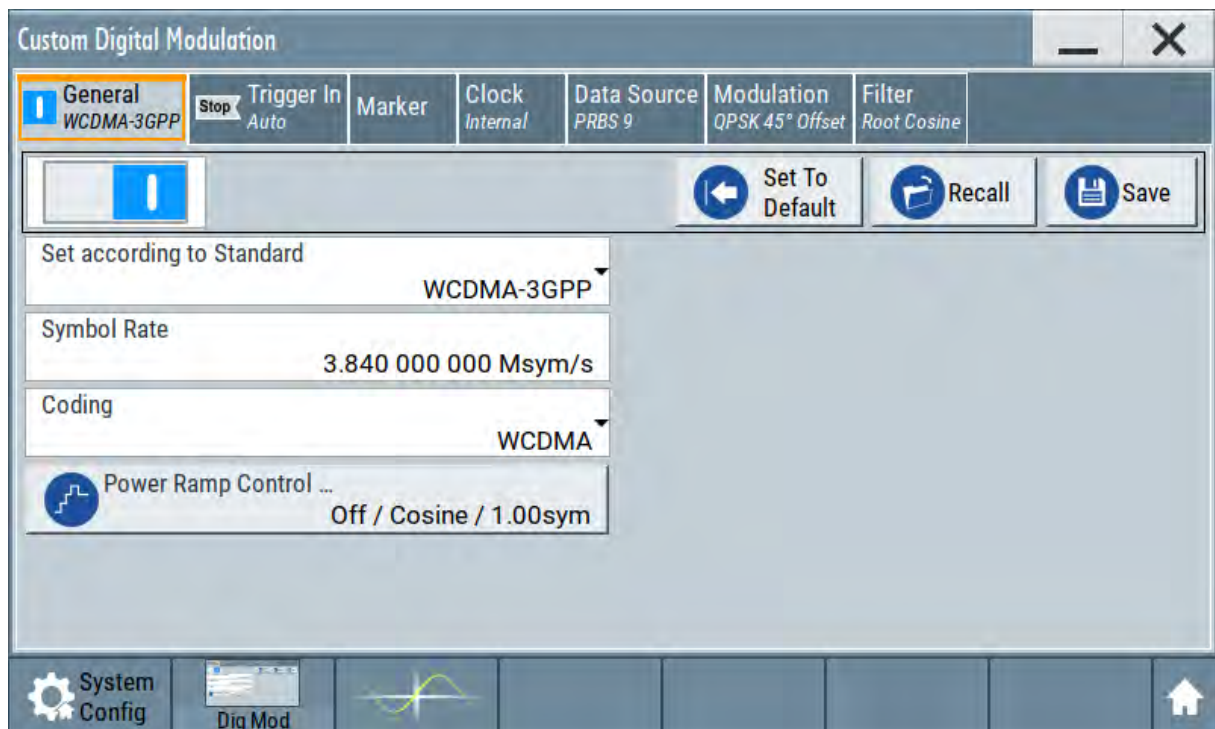 Custom Digital Modulation
General
WCDMA-3GPP
Stop
Trigger In
Auto
Marker
Clock
Internal
Data Source
PRBS 9
Modulation
QPSK 45° Offset
Filter
Root Cosine
Set To
Default
Recall
Save
Set according to Standard
WCDMA-3GPP
Symbol Rate
3.840 000 000 Msym/s
Coding
WCDMA
Power Ramp Control ...
Off / Cosine / 1.00sym
System
Config
Dig Mod